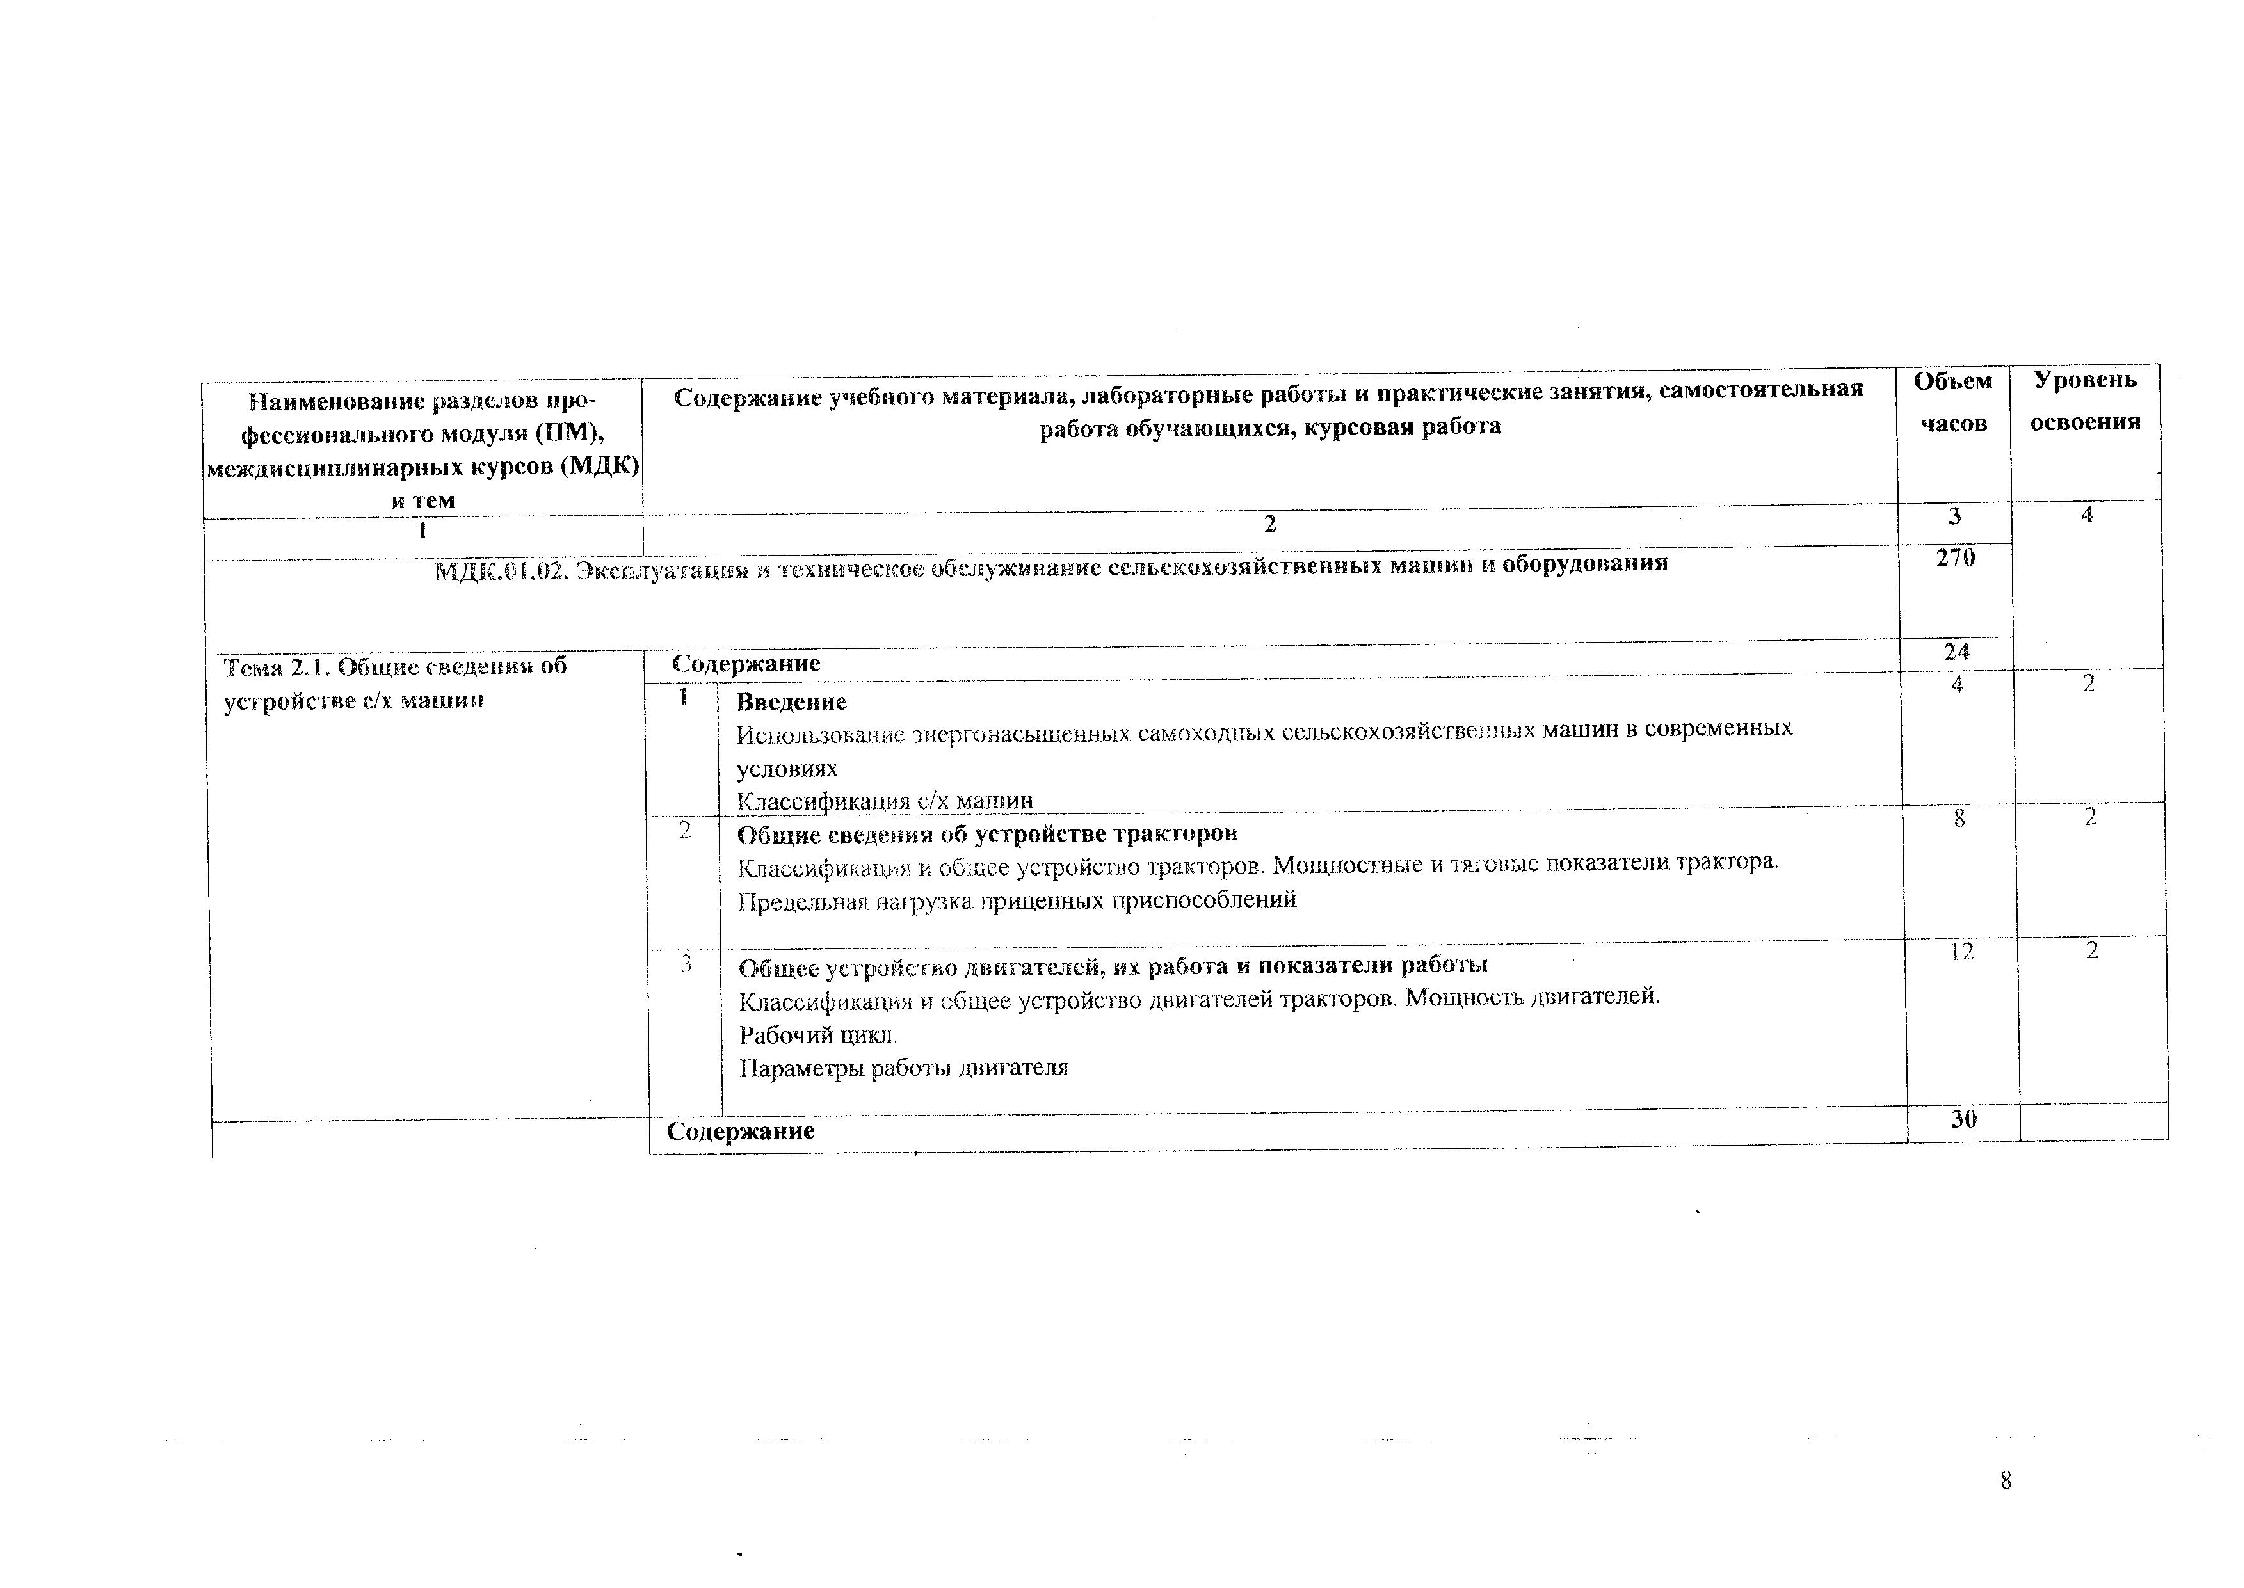 Наименование разделов про-
фессионального модуля (ПМ),
междисциплинарных курсов (МДК)
и тем
Содержание учебного материала, лабораторные работы и практические занятия, самостоятельная
работа обучающихся, курсовая работа
Объем
часов
Уровень
освоения
1
2
3
4
МДК.01.02. Эксплуатация и техническое обслуживание сельскохозяйственных машин и оборудования
270
Тема 2.1. Общие сведения об
устройстве с/х машин
Содержание
24
1
Введение
Использование энергонасыщенных самоходных сельскохозяйственных машин в современных
условиях
Классификация с/х машин
4
2
2
Общие сведения об устройстве тракторов
Классификация и общее устройство тракторов. Мощностные и тяговые показатели трактора.
Предельная нагрузка прицепных приспособлений
8
2
3
Общее устройство двигателей, их работа и показатели работы
Классификация и общее устройство двигателей тракторов. Мощность двигателей.
Рабочий цикл.
Параметры работы двигателя
12
2
Содержание
30
8